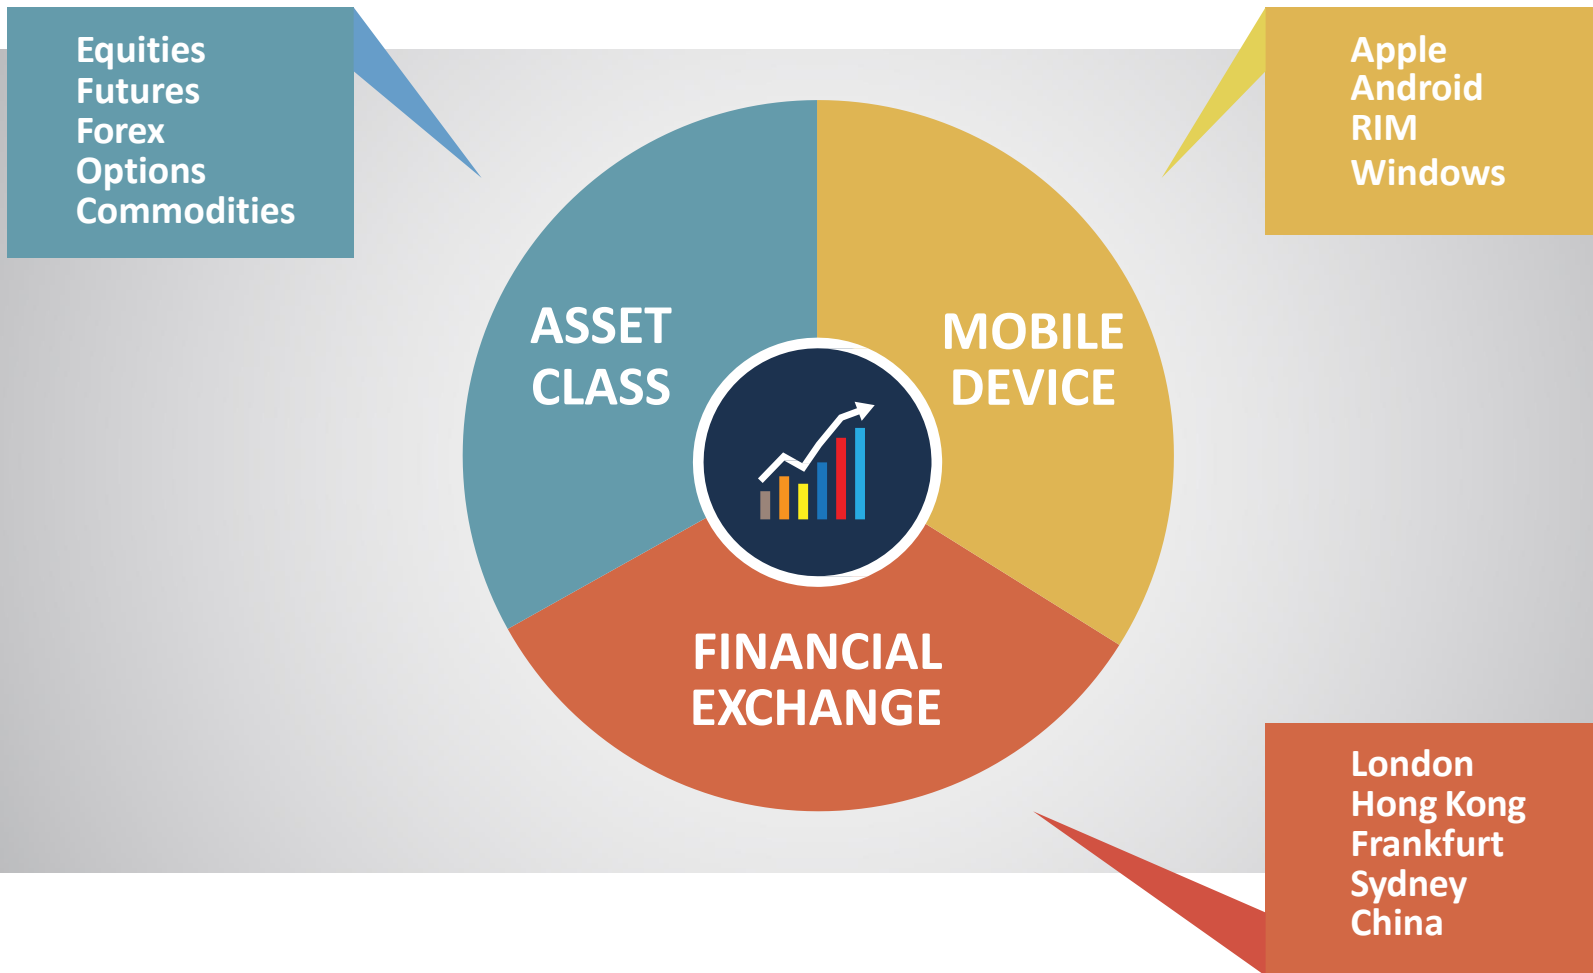 Equities
Futures
Forex
Options
Commodities
Apple
Android
RIM
Windows
ASSET
CLASS
MOBILE
DEVICE
FINANCIAL
EXCHANGE
London
Hong Kong
Frankfurt
Sydney
China